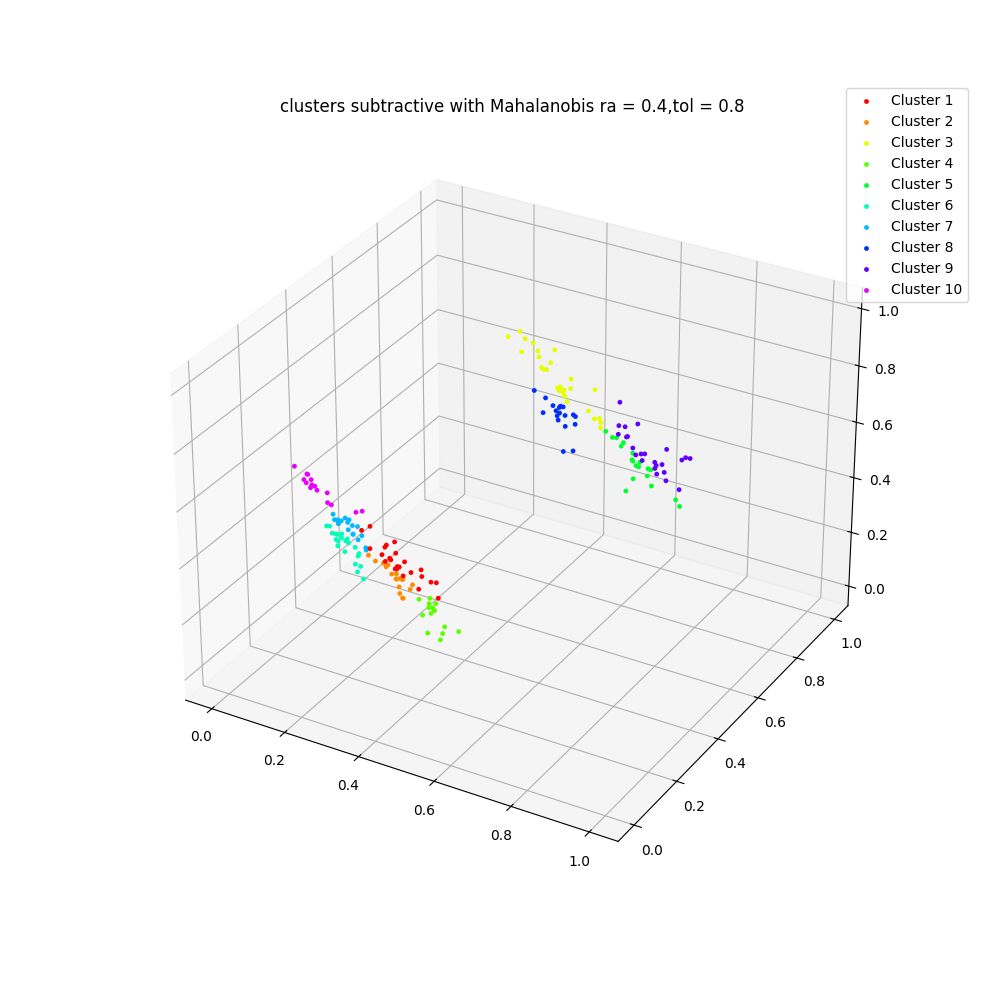 clusters subtractive with Mahalanobis ra = 0.4,tol = 0.8
Cluster 1
Cluster 2
Cluster 3
Cluster 4
Cluster 5
Cluster 6
Cluster 7
Cluster 8
Cluster 9
Cluster 10
1.0
0.8
0.6
0.4
0.2
0.0
1.0
0.8
0.6
0.4
0.2
0.0
0.0
0.2
0.4
0.6
0.8
1.0